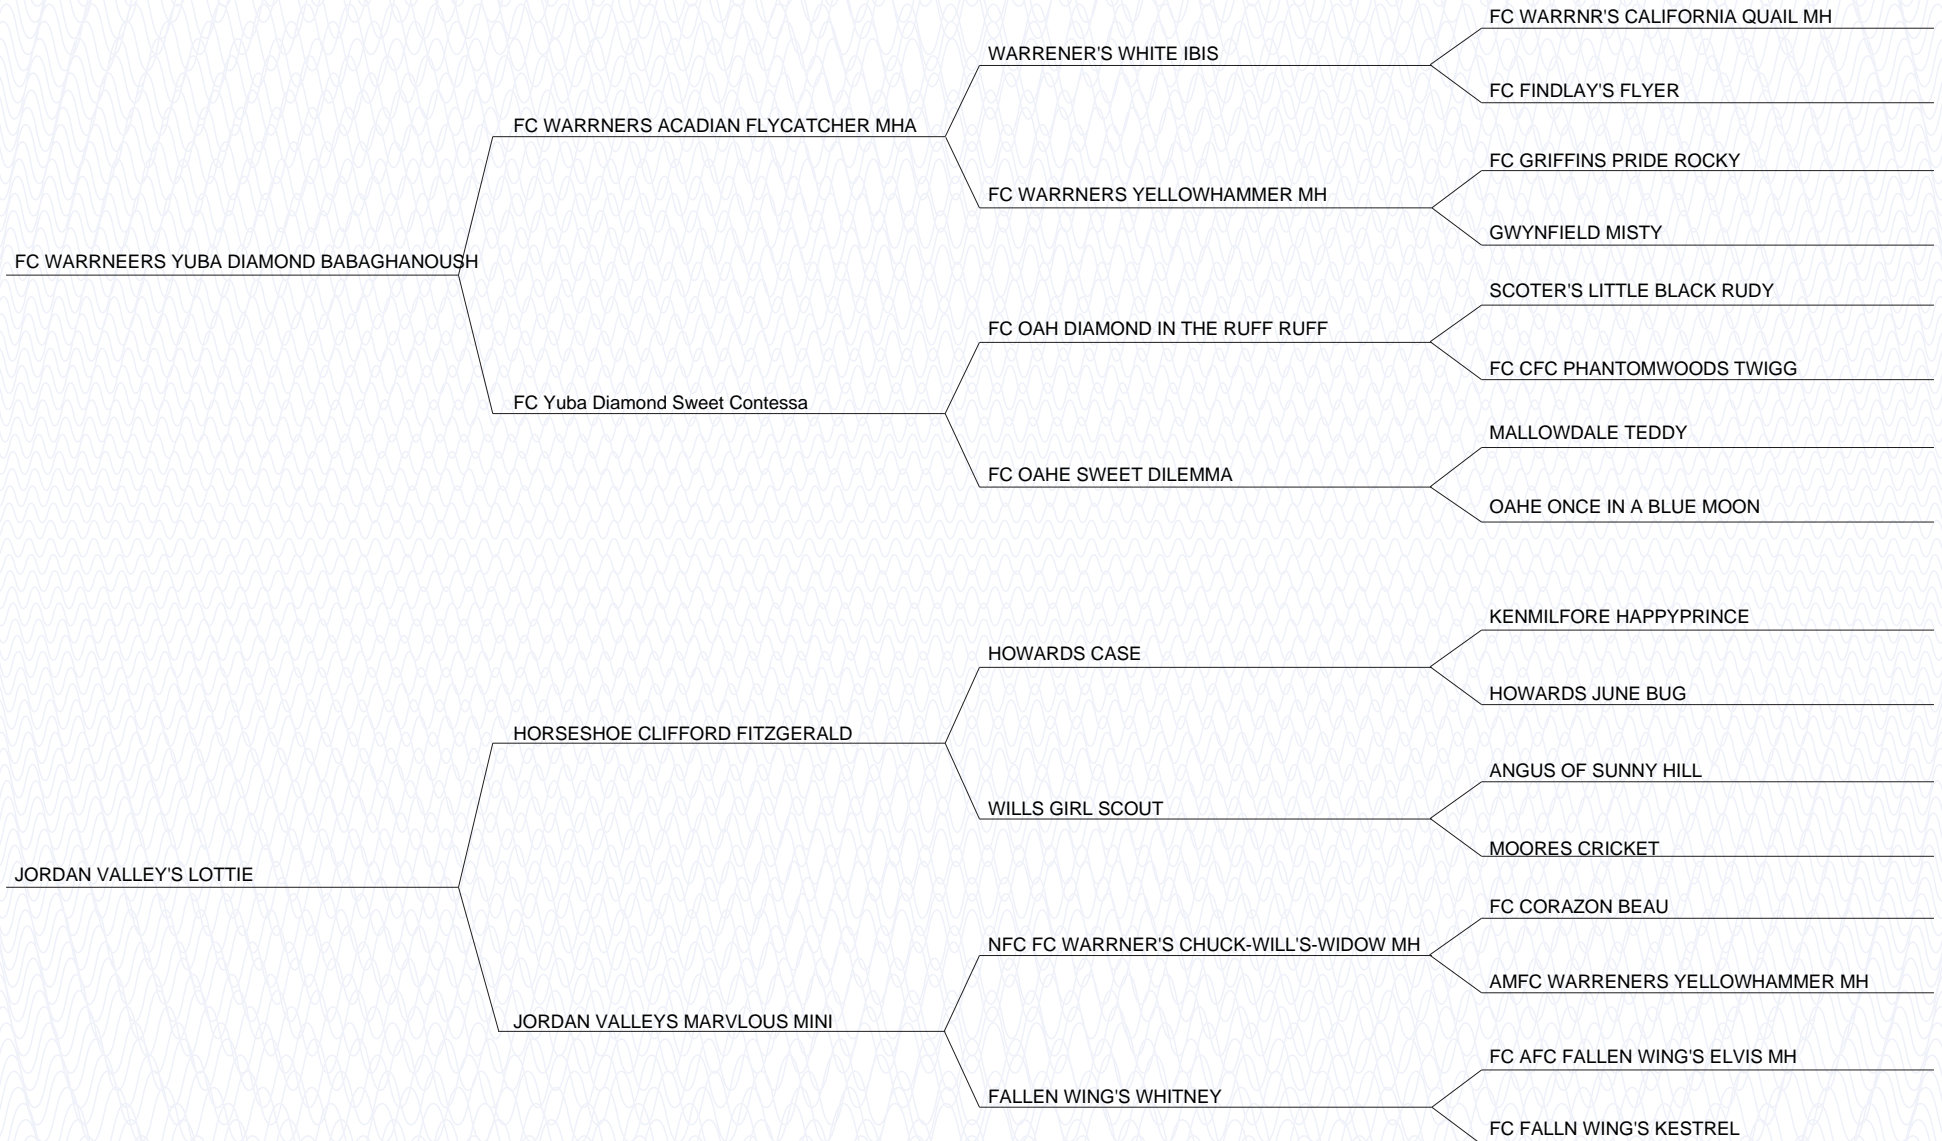 FC WARRNEERS YUBA DIAMOND BABAGHANOUSH
JORDAN VALLEY'S LOTTIE
FC WARRNERS ACADIAN FLYCATCHER MHA
FC Yuba Diamond Sweet Contessa
HORSESHOE CLIFFORD FITZGERALD
JORDAN VALLEYS MARVLOUS MINI
WARRENER'S WHITE IBIS
FC WARRNERS YELLOWHAMMER MH
FC OAH DIAMOND IN THE RUFF RUFF
FC OAHE SWEET DILEMMA
HOWARDS CASE
WILLS GIRL SCOUT
NFC FC WARRNER'S CHUCK-WILL'S-WIDOW MH
FALLEN WING'S WHITNEY
FC WARRNR'S CALIFORNIA QUAIL MH
FC FINDLAY'S FLYER
FC GRIFFINS PRIDE ROCKY
GWYNFIELD MISTY
SCOTER'S LITTLE BLACK RUDY
FC CFC PHANTOMWOODS TWIGG
MALLOWDALE TEDDY
OAHE ONCE IN A BLUE MOON
KENMILFORE HAPPYPRINCE
HOWARDS JUNE BUG
ANGUS OF SUNNY HILL
MOORES CRICKET
FC CORAZON BEAU
AMFC WARRENERS YELLOWHAMMER MH
FC AFC FALLEN WING'S ELVIS MH
FC FALLN WING'S KESTREL